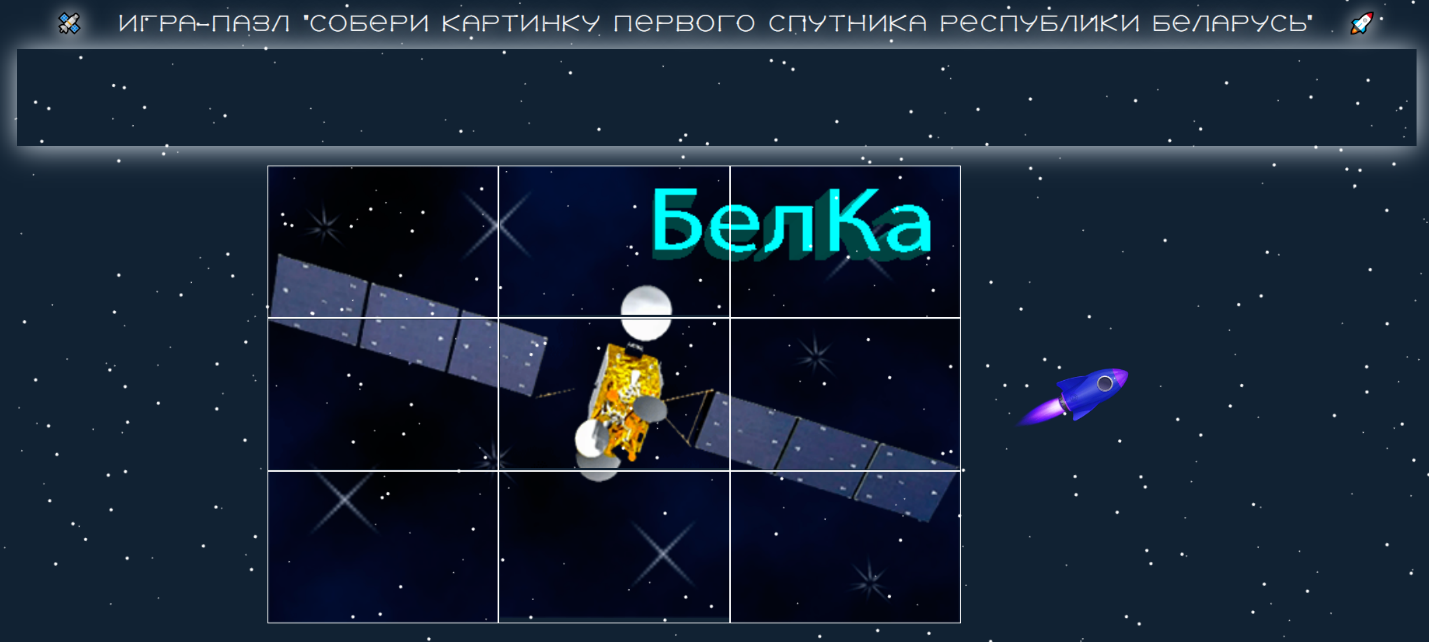 ИГРА-ПАЗЛ "СОБЕРИ КАРТИНКУ ПЕРВОГО СПУТНИКА РЕСПУБЛИКИ БЕЛАРУСЬ"
БелКа